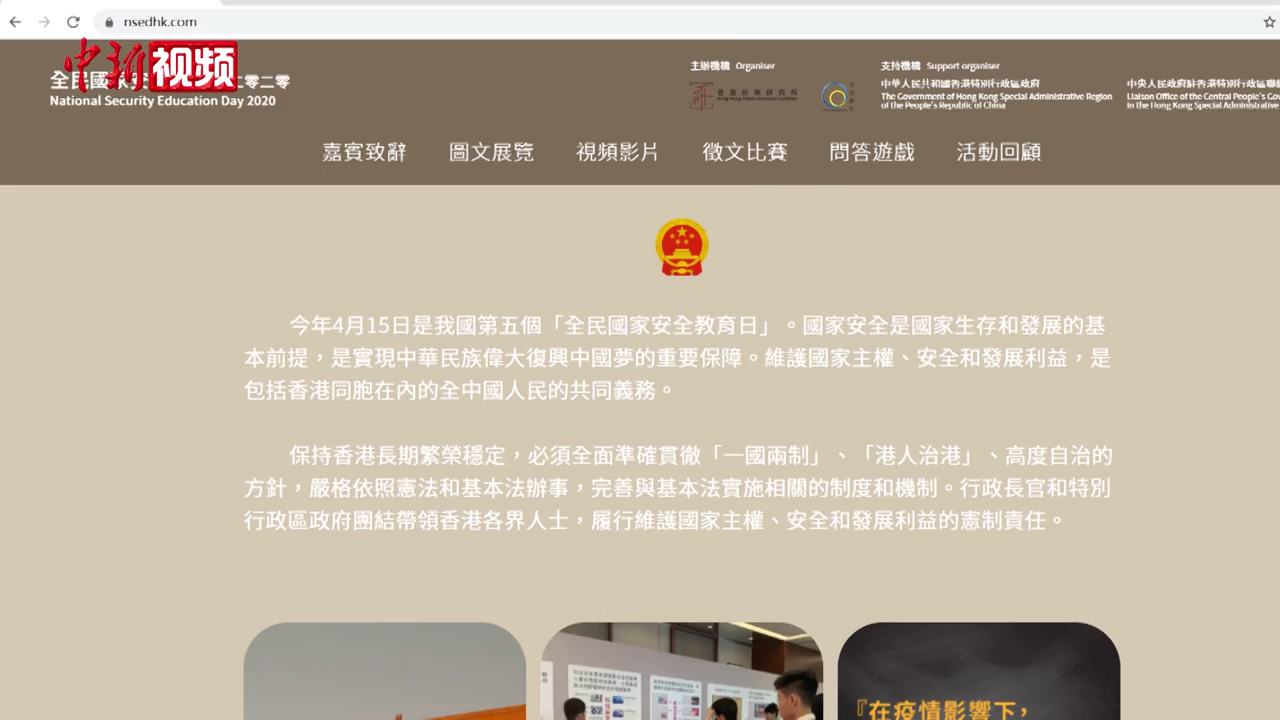 nsedhk.com
中新视频
全民國家安
二零二零
National Security Education Day 2020
主辦機構 Organiser
香港政策研究所
Hong Kong Policy Research Institute
支持機構 Support organiser
中華人民共和國香港特別行政區政府
The Government of Hong Kong Special Administrative Region
of the People's Republic of China
中央人民政府駐香港特別行政區聯
Liaison Office of the Central People's Gov
in the Hong Kong Special Administrative
嘉賓致辭 圖文展覽 視頻影片 徵文比賽 問答遊戲 活動回顧
今年4月15日是我國第五個「全民國家安全教育日」。國家安全是國家生存和發展的基
本前提，是實現中華民族偉大復興中國夢的重要保障。維護國家主權、安全和發展利益，是
包括香港同胞在內的全中國人民的共同義務。
保持香港長期繁榮穩定，必須全面準確貫徹「一國兩制」、「港人治港」、高度自治的
方針，嚴格依照憲法和基本法辦事，完善與基本法實施相關的制度和機制。行政長官和特別
行政區政府團結帶領香港各界人士，履行維護國家主權、安全和發展利益的憲制責任。
『在疫情影響下，